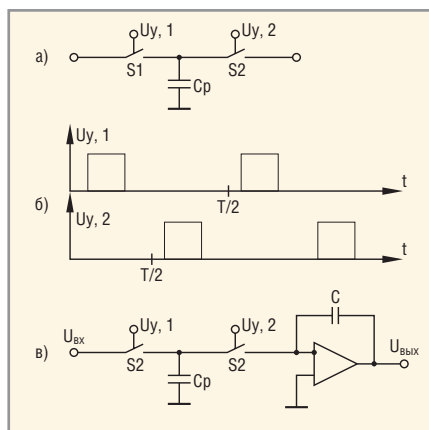 Uy, 1 Uy, 2
а)
S1 Cp S2
Uy, 1
t
T/2
б)
Uy, 2
t
T/2
Uвх Uy, 1 Uy, 2 C
в) Uвых
S2 Cp S2